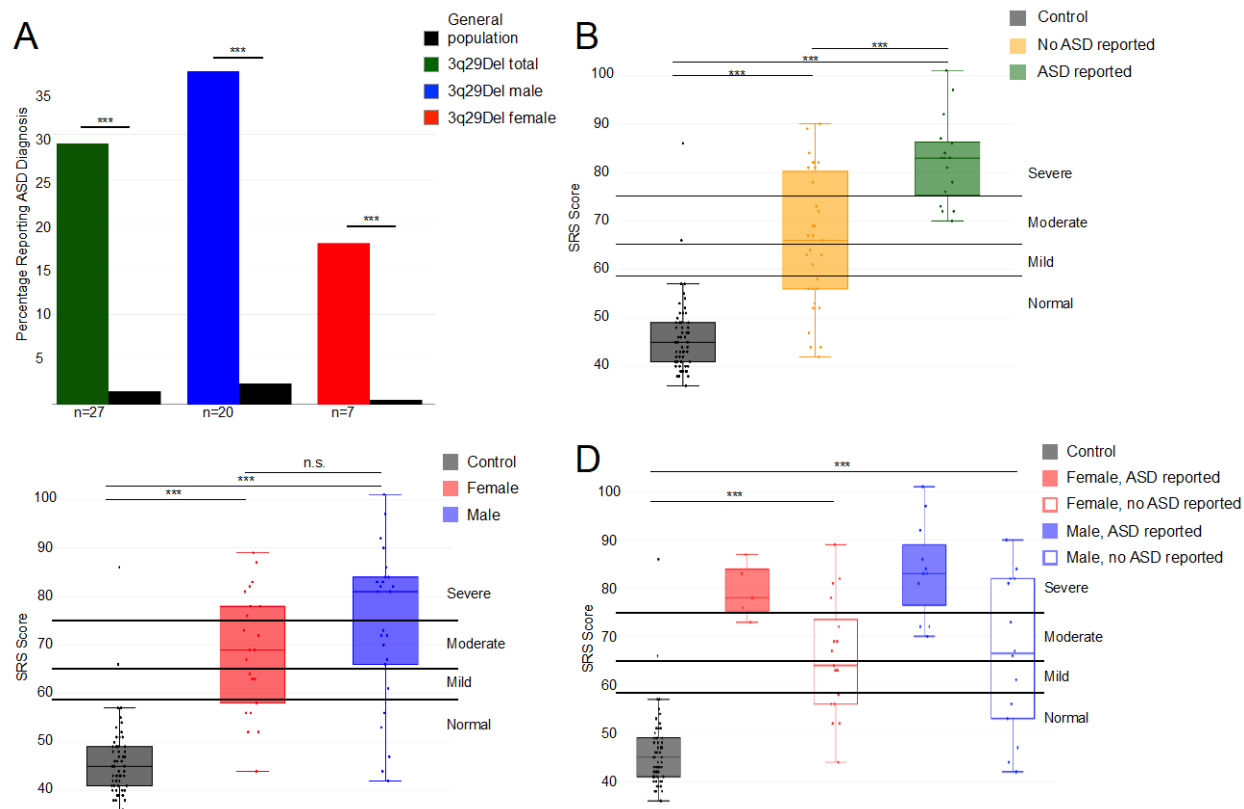 A
General
population
3q29Del total
3q29Del male
3q29Del female
***
***
***
Percentage Reporting ASD Diagnosis
35
30
25
20
15
10
5
n=27
n=20
n=7
B
Control
No ASD reported
ASD reported
***
***
***
SRS Score
100
90
80
70
60
50
40
Severe
Moderate
Mild
Normal
Control
Female
Male
n.s.
***
***
SRS Score
100
90
80
70
60
50
40
Severe
Moderate
Mild
Normal
D
Control
Female, ASD reported
Female, no ASD reported
Male, ASD reported
Male, no ASD reported
***
***
SRS Score
100
90
80
70
60
50
40
Severe
Moderate
Mild
Normal